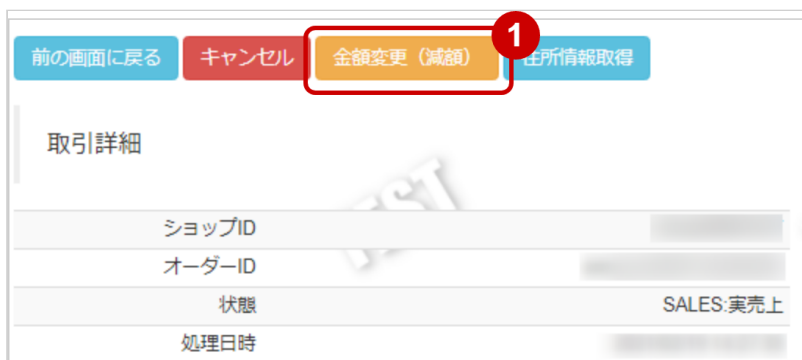 前の画面に戻る キャンセル 金額変更（減額） 1 住所情報取得
取引詳細
TEST
ショップID
オーダーID
状態 SALES:実売上
処理日時